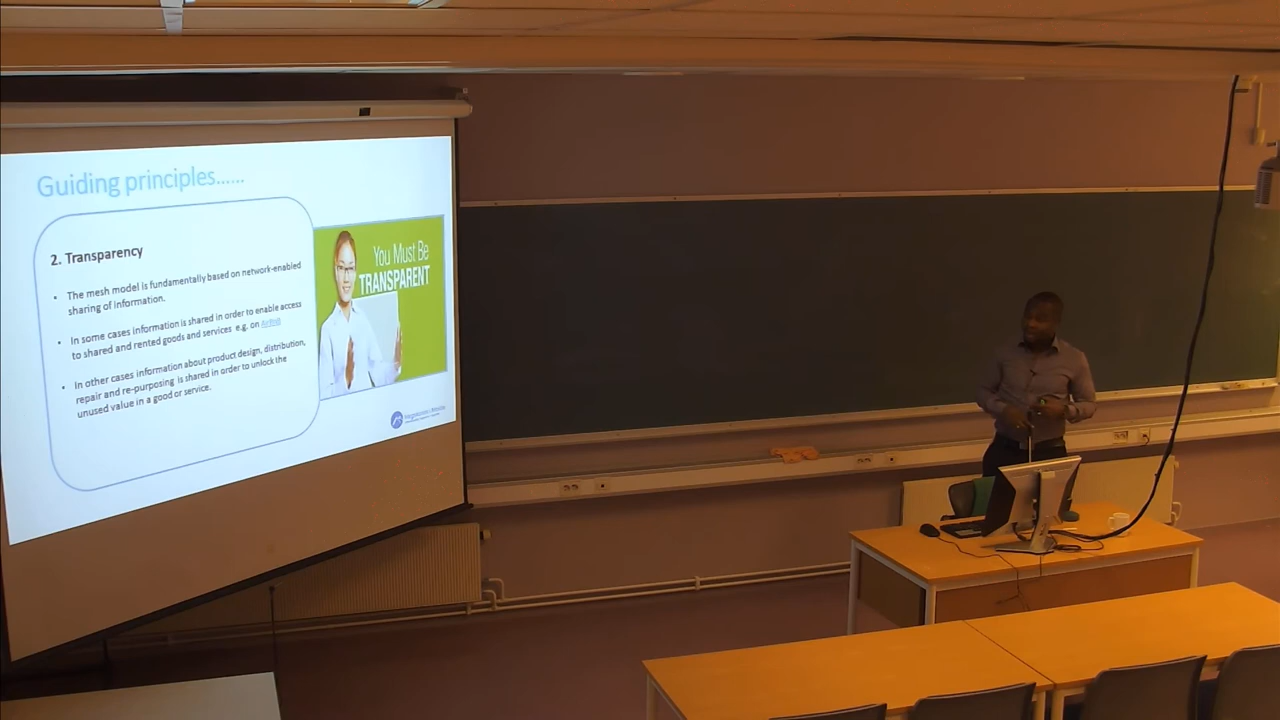 Guiding principles......
2. Transparency
• The mesh model is fundamentally based on network-enabled
sharing of information.
• In some cases information is shared in order to enable access
to shared and rented goods and services e.g. on
• In other cases information about product design, distribution,
repair and re-purposing is shared in order to unlock the
unused value in a good or service.
You Must Be
TRANSPARENT